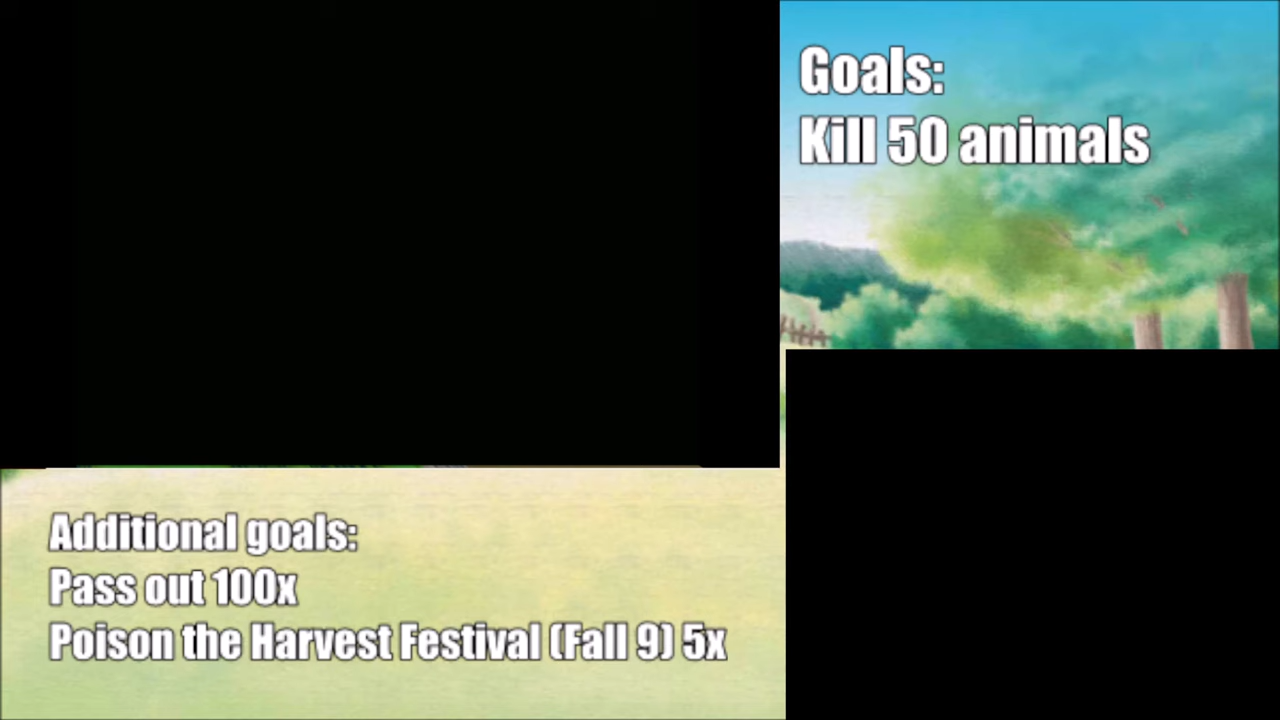 Goals:
Kill 50 animals
Additional goals:
Pass out 100x
Poison the Harvest Festival (Fall 9) 5x